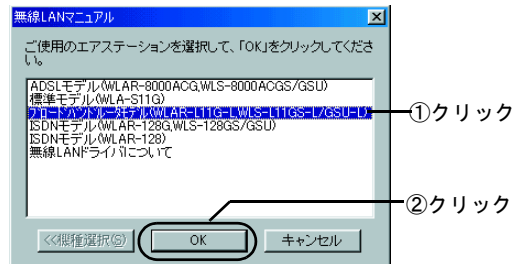 無線LANマニュアル
ご使用のエアステーションを選択して、「OK」をクリックしてくださ
い。
ADSLモデル(WLAR-8000ACG,WLS-8000ACGS/GSU)
標準モデル(WLA-S11G)
ブロードバンドルータモデル(WLAR-L11G-L,WLS-L11GS-L/GSU-L)
ISDNモデル(WLAR-128G,WLS-128GS/GSU)
ISDNモデル(WLAR-128)
無線LANドライバについて
①クリック
②クリック
<<機種選択(S)
OK
キャンセル